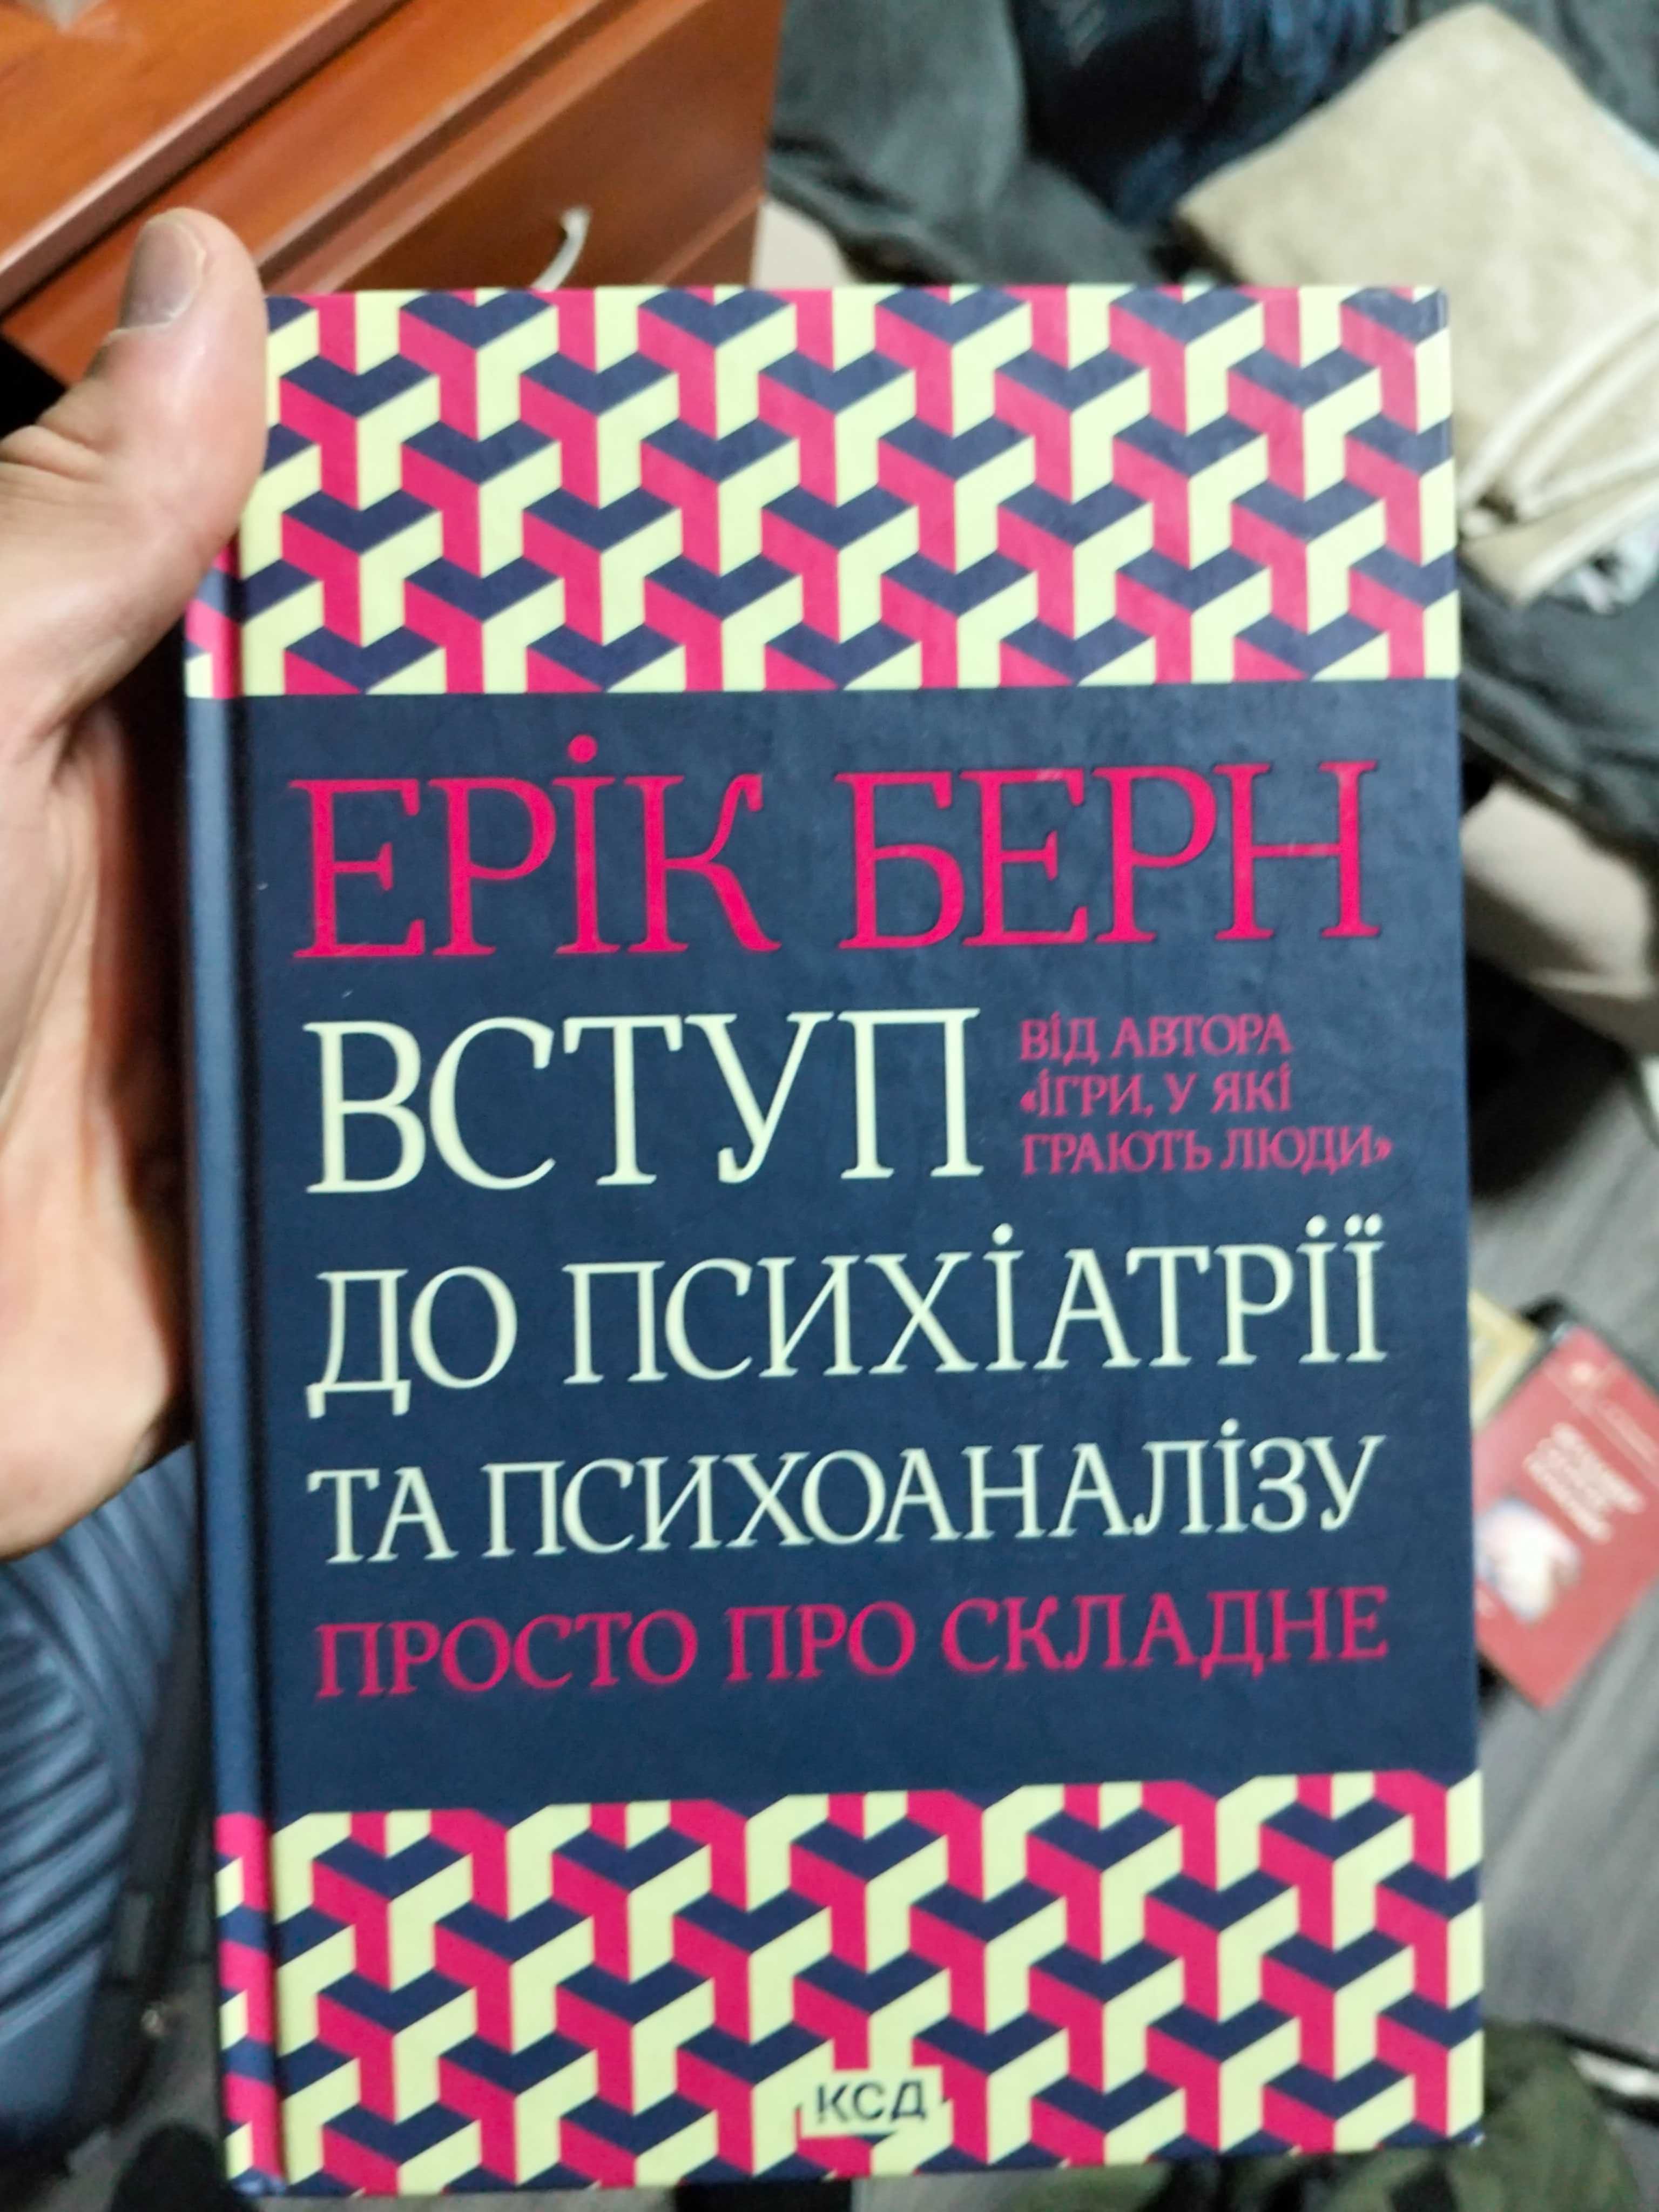 ЕРІК БЕРН
ВСТУП
ВІД АВТОРА
«ІГРИ, У ЯКІ
ГРАЮТЬ ЛЮДИ»
ДО ПСИХІАТРІЇ
ТА ПСИХОАНАЛІЗУ
ПРОСТО ПРО СКЛАДНЕ
КСД